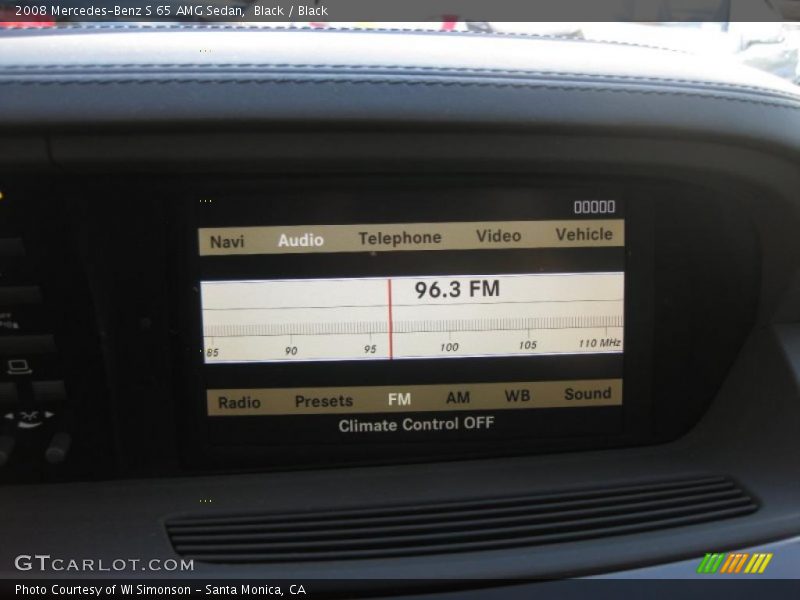 2008 Mercedes-Benz S 65 AMG Sedan, Black / Black
Navi Audio Telephone Video Vehicle
96.3 FM
85 90 95 100 105 110 MHz
Radio Presets FM AM WB Sound
Climate Control OFF
GTCARLOT.COM
Photo Courtesy of WI Simonson - Santa Monica, CA